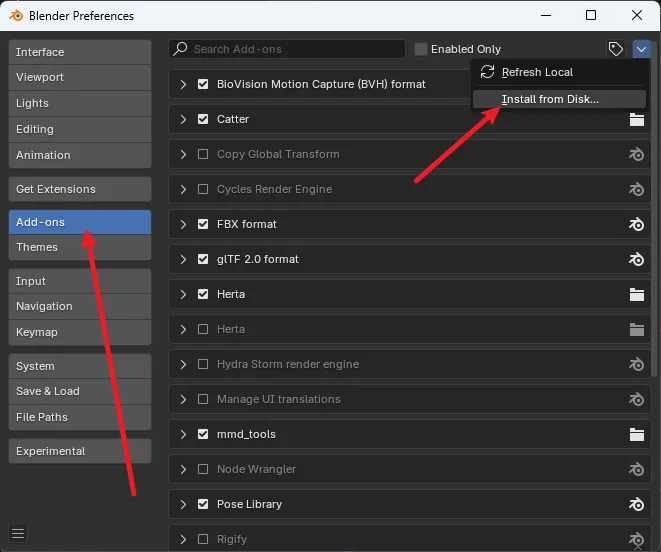 Blender Preferences
Interface
Viewport
Lights
Editing
Animation
Get Extensions
Add-ons
Themes
Input
Navigation
Keymap
System
Save & Load
File Paths
Experimental
Search Add-ons
Enabled Only
Refresh Local
Install from Disk...
BioVision Motion Capture (BVH) format
Catter
Copy Global Transform
Cycles Render Engine
FBX format
glTF 2.0 format
Herta
Herta
Hydra Storm render engine
Manage UI translations
mmd_tools
Node Wrangler
Pose Library
Rigify